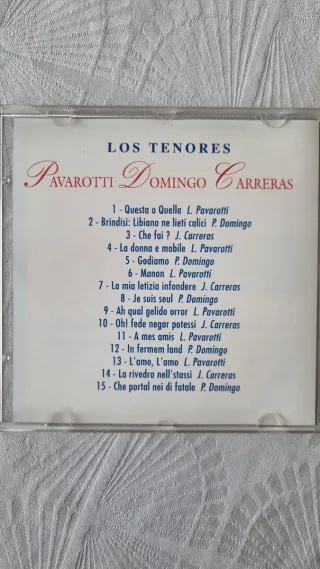 LOS TENORES
PAVAROTTI DOMINGO CARRERAS
1 - Questa o Quella L. Pavarotti
2 - Brindisi: Libiano ne lieti calici P. Domingo
3 - Che fai ? J. Carreras
4 - La donna e mobile L. Pavarotti
5 - Godiamo P. Domingo
6 - Manon L. Pavarotti
7 - La mia letizia infondere J. Carreras
8 - Je suis seul P. Domingo
9 - Ah qual gelido orror L. Pavarotti
10 - Oh! fede negar potessi J. Carreras
11 - A mes amis L. Pavarotti
12 - In fermem land P. Domingo
13 - L'amo, L'amo L. Pavarotti
14 - La rivedra nell'stassi J. Carreras
15 - Che portal nei di fatale P. Domingo